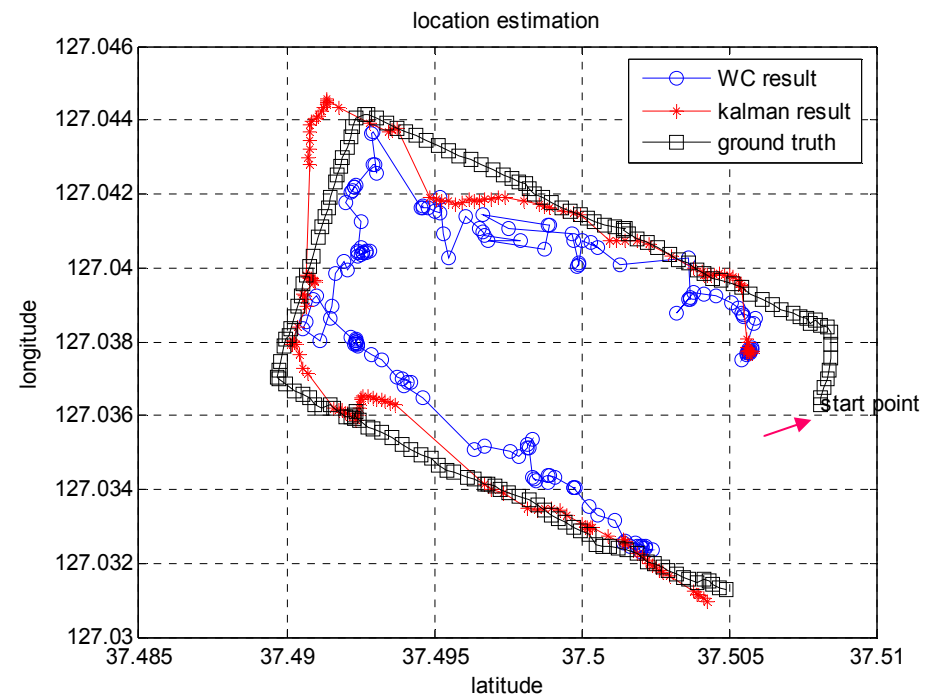 location estimation
127.046
127.044
127.042
127.04
127.038
127.036
127.034
127.032
127.03
longitude
WC result
kalman result
ground truth
start point
37.485
37.49
37.495
37.5
37.505
37.51
latitude